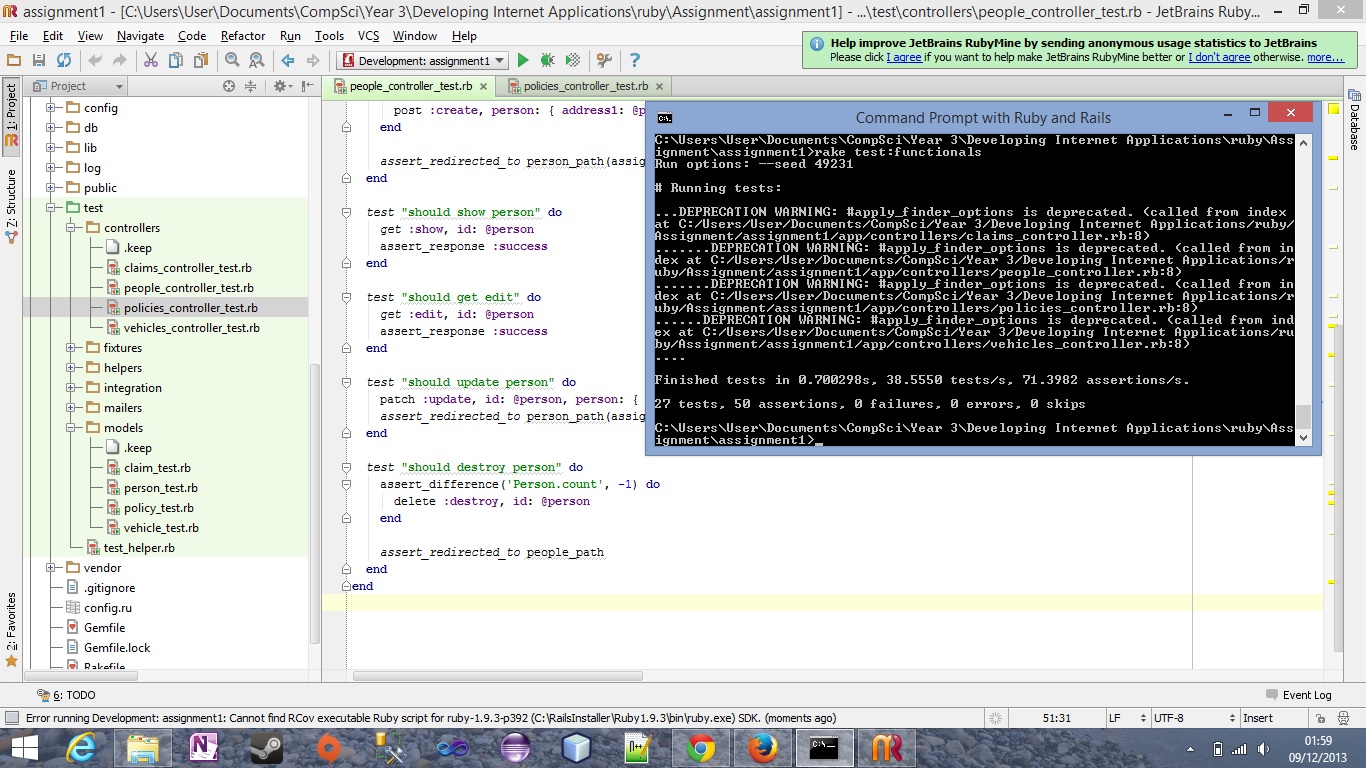 assignment1 - [C:\Users\User\Documents\CompSci\Year 3\Developing Internet Applications\ruby\Assignment\assignment1] - ...\test\controllers\people_controller_test.rb - JetBrains Ruby...
File Edit View Navigate Code Refactor Run Tools VCS Window Help
Development: assignment1
Help improve JetBrains RubyMine by sending anonymous usage statistics to JetBrains
Please click I agree if you want to help make JetBrains RubyMine better or I don't agree otherwise. more...
Project
people_controller_test.rb
policies_controller_test.rb
1: Project
Z: Structure
2: Favorites
Database
config
db
lib
log
public
test
controllers
.keep
claims_controller_test.rb
people_controller_test.rb
policies_controller_test.rb
vehicles_controller_test.rb
fixtures
helpers
integration
mailers
models
.keep
claim_test.rb
person_test.rb
policy_test.rb
vehicle_test.rb
test_helper.rb
vendor
.gitignore
config.ru
Gemfile
Gemfile.lock
Rakefile
post :create, person: { address1: @p
end
assert_redirected_to person_path(assig
end
test "should show person" do
get :show, id: @person
assert_response :success
end
test "should get edit" do
get :edit, id: @person
assert_response :success
end
test "should update person" do
patch :update, id: @person, person: {
assert_redirected_to person_path(assig
end
test "should destroy person" do
assert_difference('Person.count', -1) do
delete :destroy, id: @person
end
assert_redirected_to people_path
end
end
Command Prompt with Ruby and Rails
C:\Users\User\Documents\CompSci\Year 3\Developing Internet Applications\ruby\Ass
ignment\assignment1>rake test:functionals
Run options: --seed 49231
# Running tests:
...DEPRECATION WARNING: #apply_finder_options is deprecated. (called from index
at C:/Users/User/Documents/CompSci/Year 3/Developing Internet Applications/ruby/
Assignment/assignment1/app/controllers/claims_controller.rb:8)
.......DEPRECATION WARNING: #apply_finder_options is deprecated. (called from in
dex at C:/Users/User/Documents/CompSci/Year 3/Developing Internet Applications/r
uby/Assignment/assignment1/app/controllers/people_controller.rb:8)
.......DEPRECATION WARNING: #apply_finder_options is deprecated. (called from in
dex at C:/Users/User/Documents/CompSci/Year 3/Developing Internet Applications/r
uby/Assignment/assignment1/app/controllers/policies_controller.rb:8)
......DEPRECATION WARNING: #apply_finder_options is deprecated. (called from ind
ex at C:/Users/User/Documents/CompSci/Year 3/Developing Internet Applications/ru
by/Assignment/assignment1/app/controllers/vehicles_controller.rb:8)
....
Finished tests in 0.700298s, 38.5550 tests/s, 71.3982 assertions/s.
27 tests, 50 assertions, 0 failures, 0 errors, 0 skips
C:\Users\User\Documents\CompSci\Year 3\Developing Internet Applications\ruby\Ass
ignment\assignment1>_
6: TODO
Event Log
Error running Development: assignment1: Cannot find RCov executable Ruby script for ruby-1.9.3-p392 (C:\RailsInstaller\Ruby1.9.3\bin\ruby.exe) SDK. (moments ago)
51:31 LF UTF-8 Insert
01:59
09/12/2013